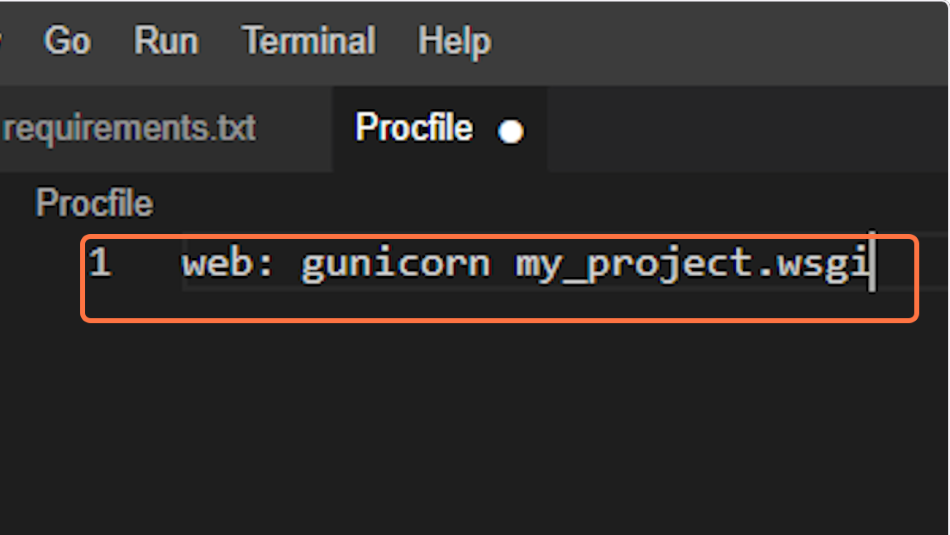 Go Run Terminal Help
requirements.txt Procfile
Procfile
1 web: gunicorn my_project.wsgi